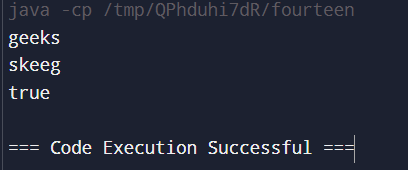 java -cp /tmp/QPhduhi7dR/fourteen
geeks
skeeg
true
=== Code Execution Successful ===